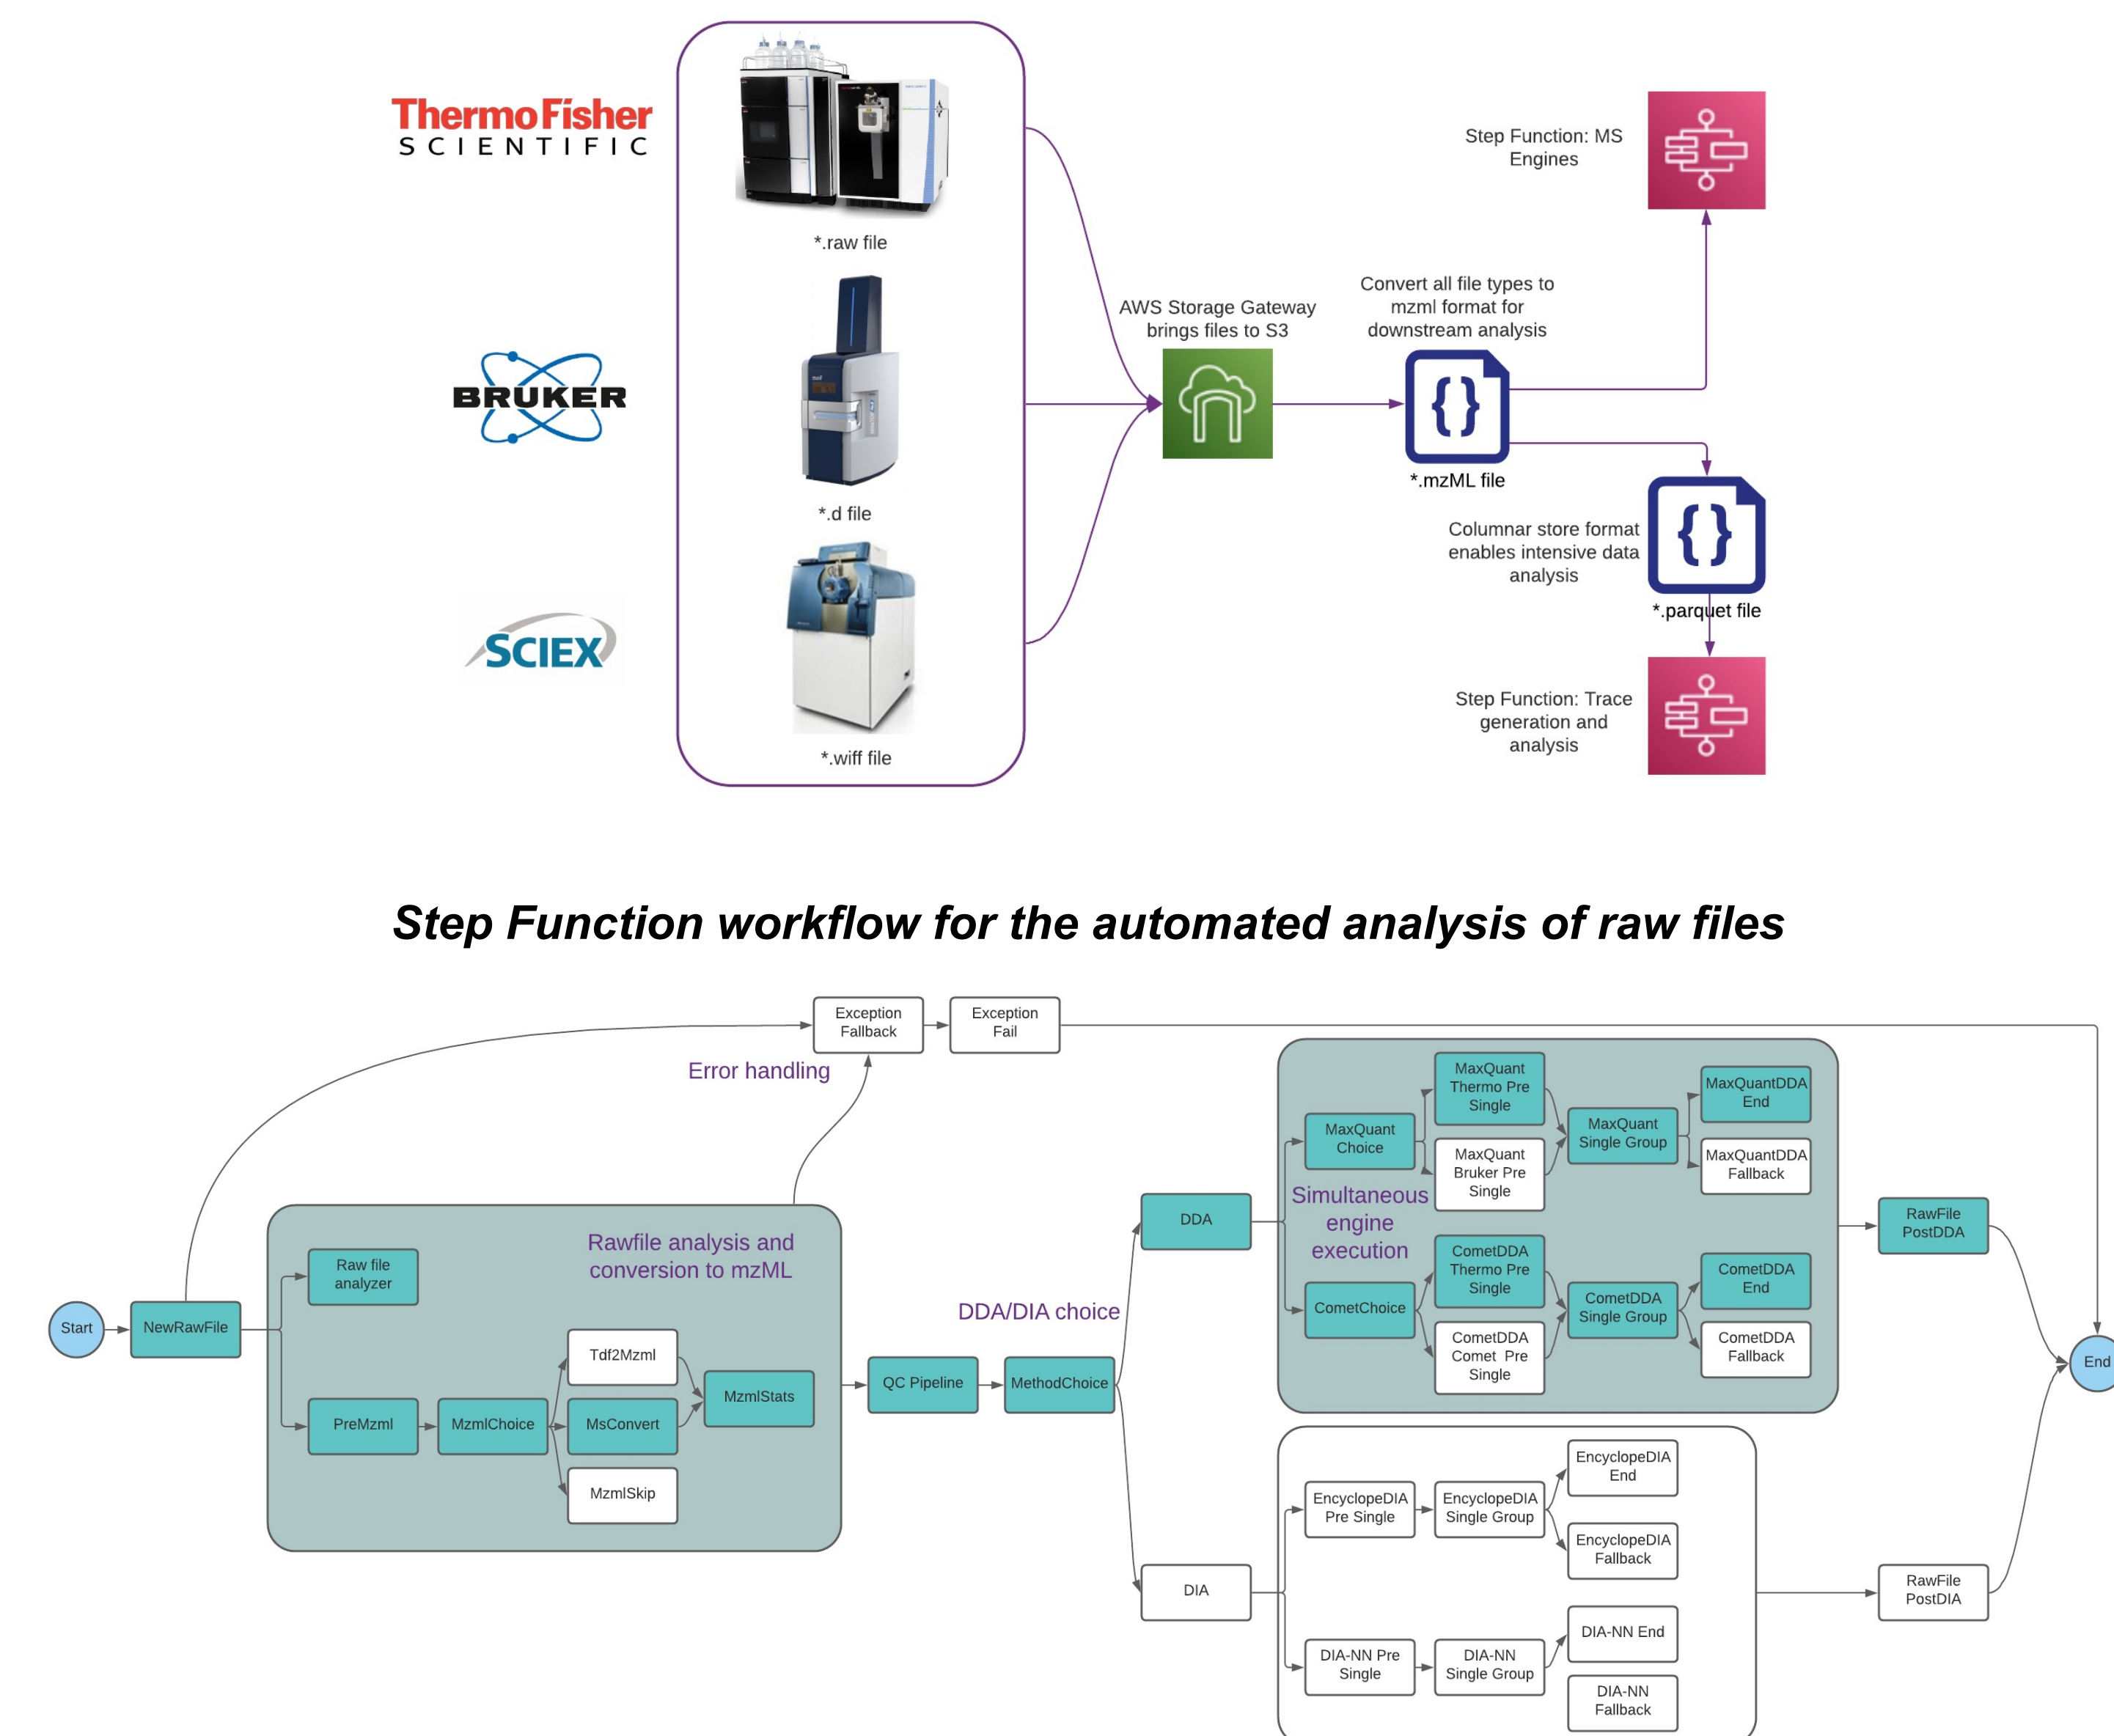 ThermoFisher
SCIENTIFIC
*.raw file
BRUKER
*.d file
SCIEX
*.wiff file
AWS Storage Gateway
brings files to S3
Convert all file types to
mzml format for
downstream analysis
*.mzML file
Step Function: MS
Engines
Columnar store format
enables intensive data
analysis
*.parquet file
Step Function: Trace
generation and
analysis
Step Function workflow for the automated analysis of raw files
Exception
Fallback
Exception
Fail
Error handling
Start
NewRawFile
Rawfile analysis and
conversion to mzML
Raw file
analyzer
PreMzml
MzmlChoice
Tdf2Mzml
MsConvert
MzmlSkip
MzmlStats
QC Pipeline
MethodChoice
DDA/DIA choice
DDA
Simultaneous
engine
execution
MaxQuant
Choice
MaxQuant
Thermo Pre
Single
MaxQuant
Bruker Pre
Single
MaxQuant
Single Group
MaxQuantDDA
End
MaxQuantDDA
Fallback
CometChoice
CometDDA
Thermo Pre
Single
CometDDA
Comet Pre
Single
CometDDA
Single Group
CometDDA
End
CometDDA
Fallback
RawFile
PostDDA
DIA
EncyclopeDIA
Pre Single
EncyclopeDIA
Single Group
EncyclopeDIA
End
EncyclopeDIA
Fallback
DIA-NN Pre
Single
DIA-NN
Single Group
DIA-NN End
DIA-NN
Fallback
RawFile
PostDIA
End